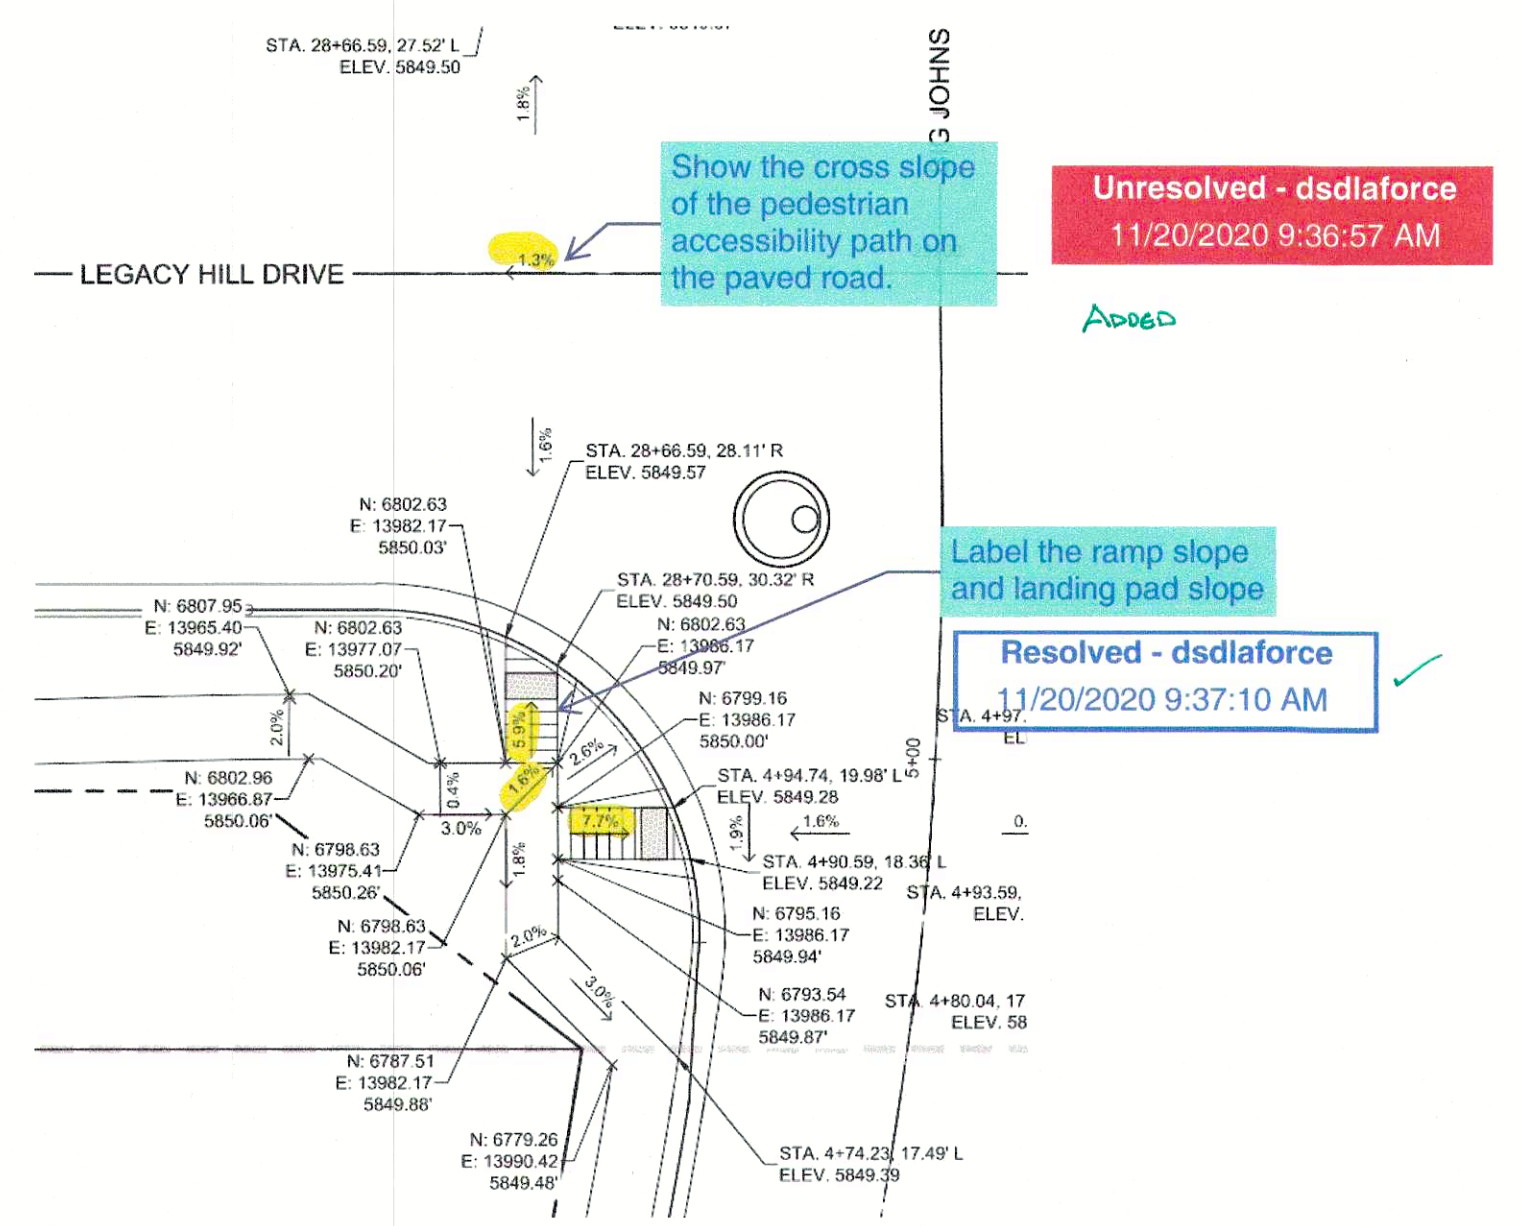 STA. 28+66.59, 27.52' L
ELEV. 5849.50
1.8%
G JOHNS
Show the cross slope
of the pedestrian
accessibility path on
the paved road.
Unresolved - dsdlaforce
11/20/2020 9:36:57 AM
ADDED
LEGACY HILL DRIVE
1.3%
1.6%
STA. 28+66.59, 28.11' R
ELEV. 5849.57
N: 6802.63
E: 13982.17
5850.03'
Label the ramp slope
and landing pad slope
STA. 28+70.59, 30.32' R
ELEV. 5849.50
N: 6807.95
E: 13965.40
5849.92'
N: 6802.63
E: 13977.07
5850.20'
N: 6802.63
E: 13986.17
5849.97'
Resolved - dsdlaforce
11/20/2020 9:37:10 AM
N: 6799.16
E: 13986.17
5850.00'
STA. 4+97.
EL
2.0%
5.9%
2.6%
5+00
N: 6802.96
E: 13966.87
5850.06'
0.4%
1.6%
STA. 4+94.74, 19.98' L
ELEV. 5849.28
3.0%
7.7%
1.9%
1.6%
0.
N: 6798.63
E: 13975.41
5850.26'
1.8%
STA. 4+90.59, 18.36' L
ELEV. 5849.22
STA. 4+93.59,
ELEV.
N: 6798.63
E: 13982.17
5850.06'
2.0%
N: 6795.16
E: 13986.17
5849.94'
3.0%
N: 6793.54
E: 13986.17
5849.87'
STA. 4+80.04, 17
ELEV. 58
N: 6787.51
E: 13982.17
5849.88'
N: 6779.26
E: 13990.42
5849.48'
STA. 4+74.23, 17.49' L
ELEV. 5849.39